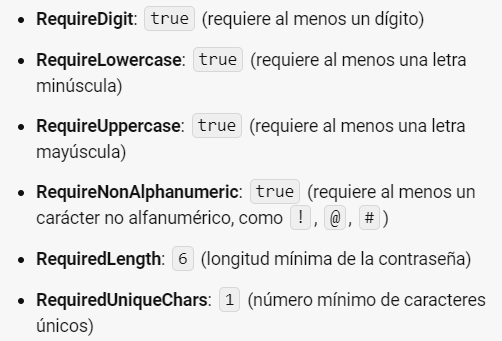 • RequireDigit: true (requiere al menos un dígito)
• RequireLowercase: true (requiere al menos una letra
minúscula)
• RequireUppercase: true (requiere al menos una letra
mayúscula)
• RequireNonAlphanumeric: true (requiere al menos un
carácter no alfanumérico, como !, @, #)
• RequiredLength: 6 (longitud mínima de la contraseña)
• RequiredUniqueChars: 1 (número mínimo de caracteres
únicos)